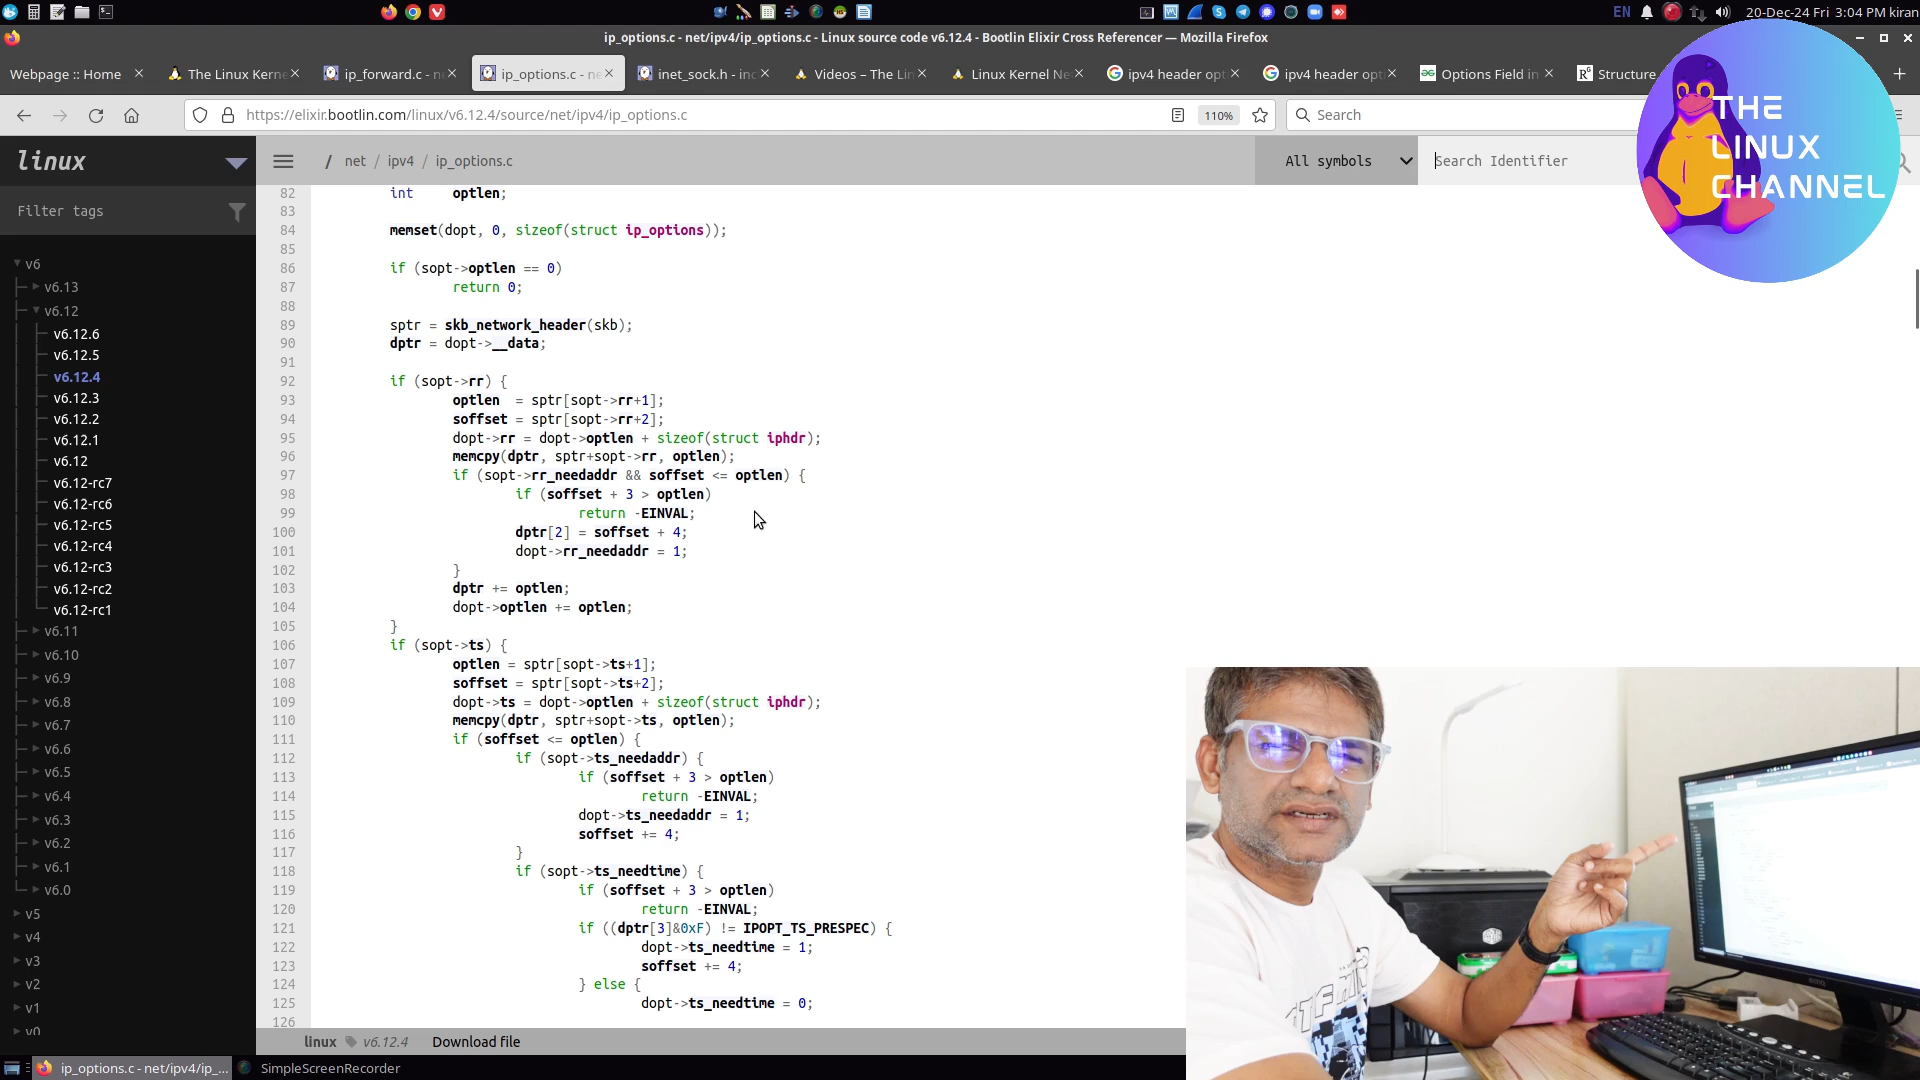 20-Dec-24 Fri 3:04 PM kiran
EN
ip_options.c - net/ipv4/ip_options.c - Linux source code v6.12.4 - Bootlin Elixir Cross Referencer — Mozilla Firefox
Webpage :: Home
The Linux Kerne
ip_forward.c - ne
ip_options.c - ne
inet_sock.h - inc
Videos – The Lin
Linux Kernel Ne
ipv4 header opt
ipv4 header opti
Options Field in
Structure
https://elixir.bootlin.com/linux/v6.12.4/source/net/ipv4/ip_options.c
110%
Search
THE
LINUX
CHANNEL
linux
/ net / ipv4 / ip_options.c
All symbols
Search Identifier
Filter tags
v6
v6.13
v6.12
v6.12.6
v6.12.5
v6.12.4
v6.12.3
v6.12.2
v6.12.1
v6.12
v6.12-rc7
v6.12-rc6
v6.12-rc5
v6.12-rc4
v6.12-rc3
v6.12-rc2
v6.12-rc1
v6.11
v6.10
v6.9
v6.8
v6.7
v6.6
v6.5
v6.4
v6.3
v6.2
v6.1
v6.0
v5
v4
v3
v2
v1
v0
82 int optlen;
83
84 memset(dopt, 0, sizeof(struct ip_options));
85
86 if (sopt->optlen == 0)
87 return 0;
88
89 sptr = skb_network_header(skb);
90 dptr = dopt->__data;
91
92 if (sopt->rr) {
93 optlen = sptr[sopt->rr+1];
94 soffset = sptr[sopt->rr+2];
95 dopt->rr = dopt->optlen + sizeof(struct iphdr);
96 memcpy(dptr, sptr+sopt->rr, optlen);
97 if (sopt->rr_needaddr && soffset <= optlen) {
98 if (soffset + 3 > optlen)
99 return -EINVAL;
100 dptr[2] = soffset + 4;
101 dopt->rr_needaddr = 1;
102 }
103 dptr += optlen;
104 dopt->optlen += optlen;
105 }
106 if (sopt->ts) {
107 optlen = sptr[sopt->ts+1];
108 soffset = sptr[sopt->ts+2];
109 dopt->ts = dopt->optlen + sizeof(struct iphdr);
110 memcpy(dptr, sptr+sopt->ts, optlen);
111 if (soffset <= optlen) {
112 if (sopt->ts_needaddr) {
113 if (soffset + 3 > optlen)
114 return -EINVAL;
115 dopt->ts_needaddr = 1;
116 soffset += 4;
117 }
118 if (sopt->ts_needtime) {
119 if (soffset + 3 > optlen)
120 return -EINVAL;
121 if ((dptr[3]&0xF) != IPOPT_TS_PRESPEC) {
122 dopt->ts_needtime = 1;
123 soffset += 4;
124 } else {
125 dopt->ts_needtime = 0;
126
linux v6.12.4 Download file
ip_options.c - net/ipv4/ip_...
SimpleScreenRecorder